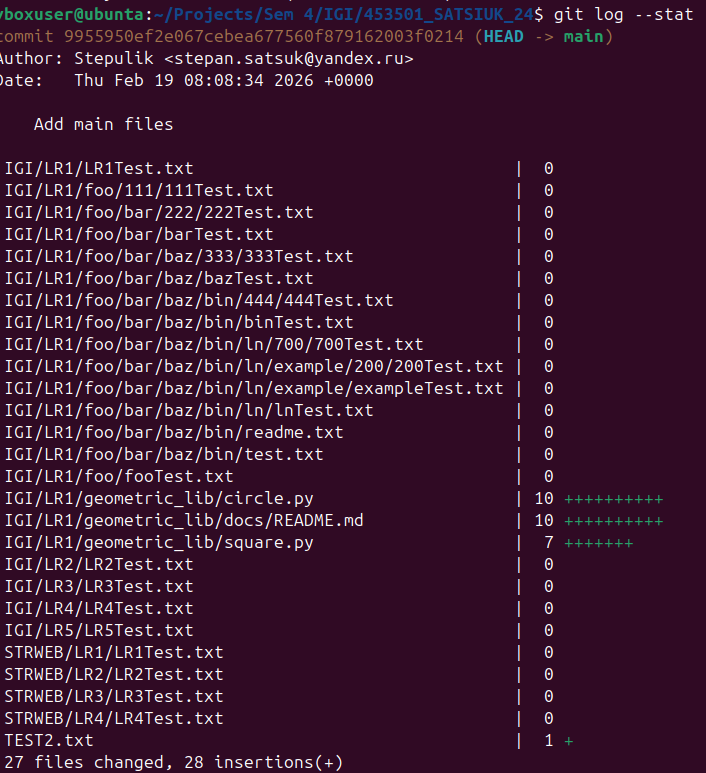 vboxuser@ubuntu:~/Projects/Sem 4/IGI/453501_SATSIUK_24$ git log --stat
commit 9955950ef2e067cebea677560f879162003f0214 (HEAD -> main)
Author: Stepulik <stepan.satsuk@yandex.ru>
Date:   Thu Feb 19 08:08:34 2026 +0000
Add main files
IGI/LR1/LR1Test.txt | 0
IGI/LR1/foo/111/111Test.txt | 0
IGI/LR1/foo/bar/222/222Test.txt | 0
IGI/LR1/foo/bar/barTest.txt | 0
IGI/LR1/foo/bar/baz/333/333Test.txt | 0
IGI/LR1/foo/bar/baz/bazTest.txt | 0
IGI/LR1/foo/bar/baz/bin/444/444Test.txt | 0
IGI/LR1/foo/bar/baz/bin/binTest.txt | 0
IGI/LR1/foo/bar/baz/bin/ln/700/700Test.txt | 0
IGI/LR1/foo/bar/baz/bin/ln/example/200/200Test.txt | 0
IGI/LR1/foo/bar/baz/bin/ln/example/exampleTest.txt | 0
IGI/LR1/foo/bar/baz/bin/ln/lnTest.txt | 0
IGI/LR1/foo/bar/baz/bin/readme.txt | 0
IGI/LR1/foo/bar/baz/bin/test.txt | 0
IGI/LR1/foo/fooTest.txt | 0
IGI/LR1/geometric_lib/circle.py | 10 ++++++++++
IGI/LR1/geometric_lib/docs/README.md | 10 ++++++++++
IGI/LR1/geometric_lib/square.py | 7 +++++++
IGI/LR2/LR2Test.txt | 0
IGI/LR3/LR3Test.txt | 0
IGI/LR4/LR4Test.txt | 0
IGI/LR5/LR5Test.txt | 0
STRWEB/LR1/LR1Test.txt | 0
STRWEB/LR2/LR2Test.txt | 0
STRWEB/LR3/LR3Test.txt | 0
STRWEB/LR4/LR4Test.txt | 0
TEST2.txt | 1 +
27 files changed, 28 insertions(+)